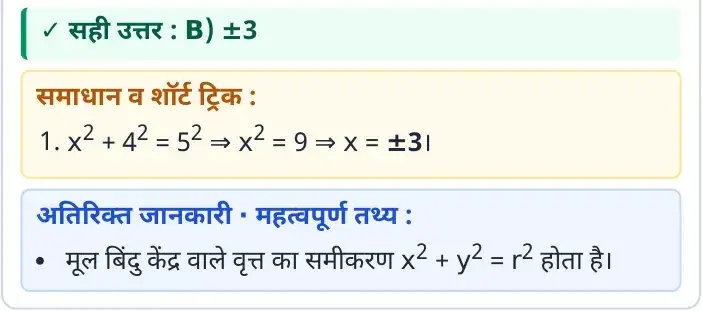 ✓ सही उत्तर : B) ±3
समाधान व शॉर्ट ट्रिक :
1. x² + 4² = 5² ⇒ x² = 9 ⇒ x = ±3।
अतिरिक्त जानकारी · महत्वपूर्ण तथ्य :
• मूल बिंदु केंद्र वाले वृत्त का समीकरण x² + y² = r² होता है।